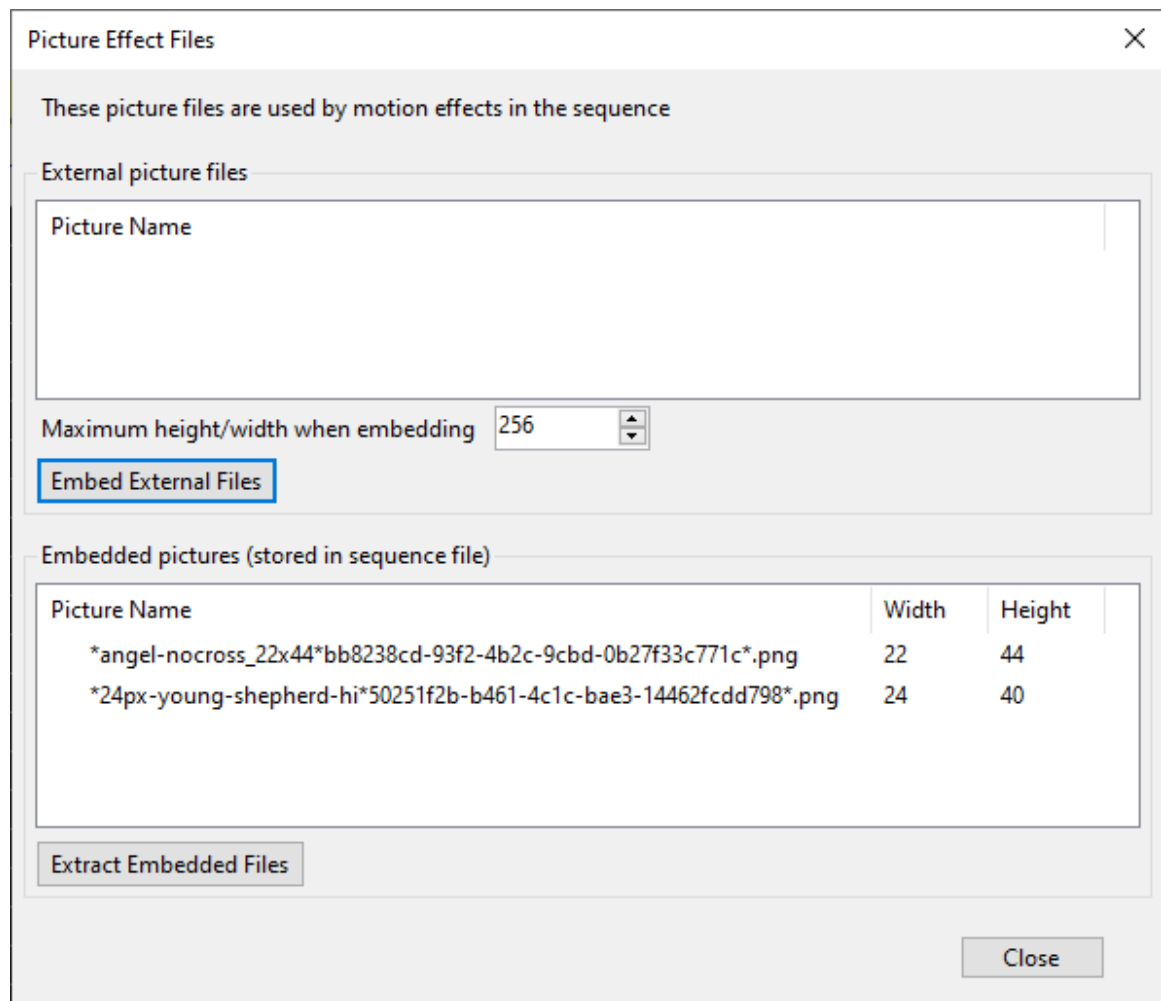 Picture Effect Files
These picture files are used by motion effects in the sequence
External picture files
Picture Name
Maximum height/width when embedding 256
Embed External Files
Embedded pictures (stored in sequence file)
Picture Name Width Height
*angel-nocross_22x44*bb8238cd-93f2-4b2c-9cbd-0b27f33c771c*.png 22 44
*24px-young-shepherd-hi*50251f2b-b461-4c1c-bae3-14462fcdd798*.png 24 40
Extract Embedded Files
Close